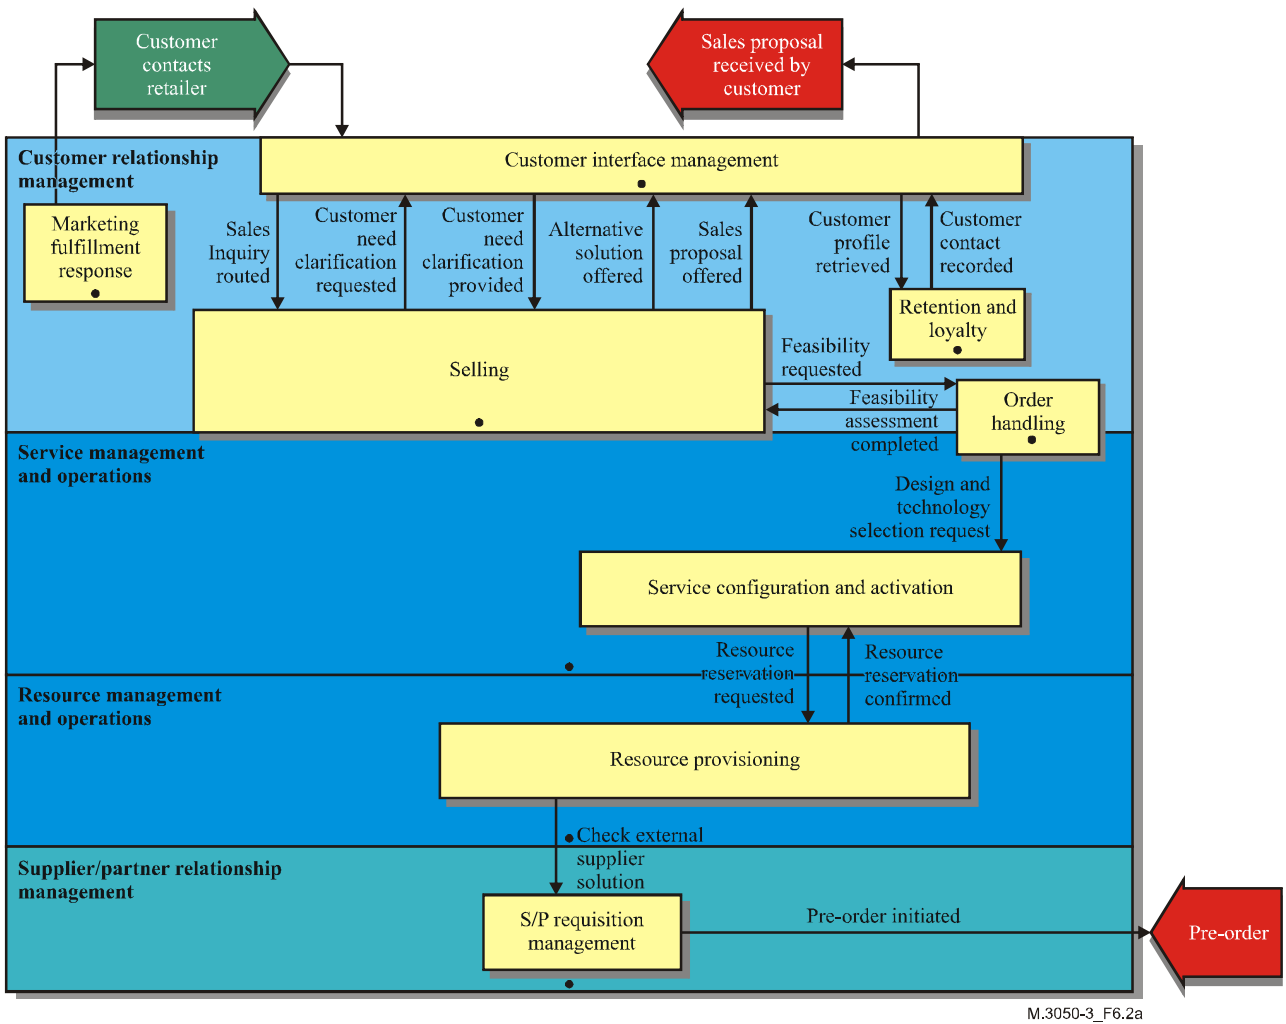 Customer
contacts
retailer
Sales proposal
received by
customer
Customer relationship
management
Customer interface management
Marketing
fulfillment
response
Sales
Inquiry
routed
Customer
need
clarification
requested
Customer
need
clarification
provided
Alternative
solution
offered
Sales
proposal
offered
Customer
profile
retrieved
Customer
contact
recorded
Retention and
loyalty
Selling
Feasibility
requested
Feasibility
assessment
completed
Order
handling
Service management
and operations
Design and
technology
selection request
Service configuration and activation
Resource
reservation
requested
Resource
reservation
confirmed
Resource management
and operations
Resource provisioning
Check external
supplier
solution
Supplier/partner relationship
management
S/P requisition
management
Pre-order initiated
Pre-order
M.3050-3_F6.2a